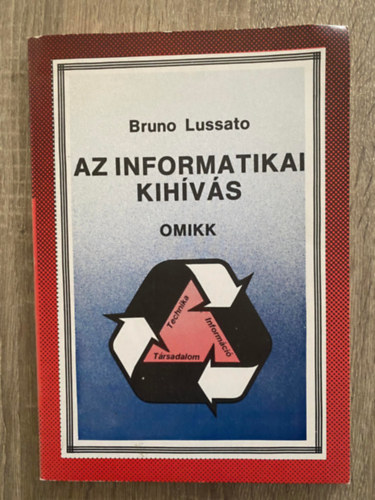 Bruno Lussato
AZ INFORMATIKAI
KIHÍVÁS
OMIKK
Technika
Információ
Társadalom